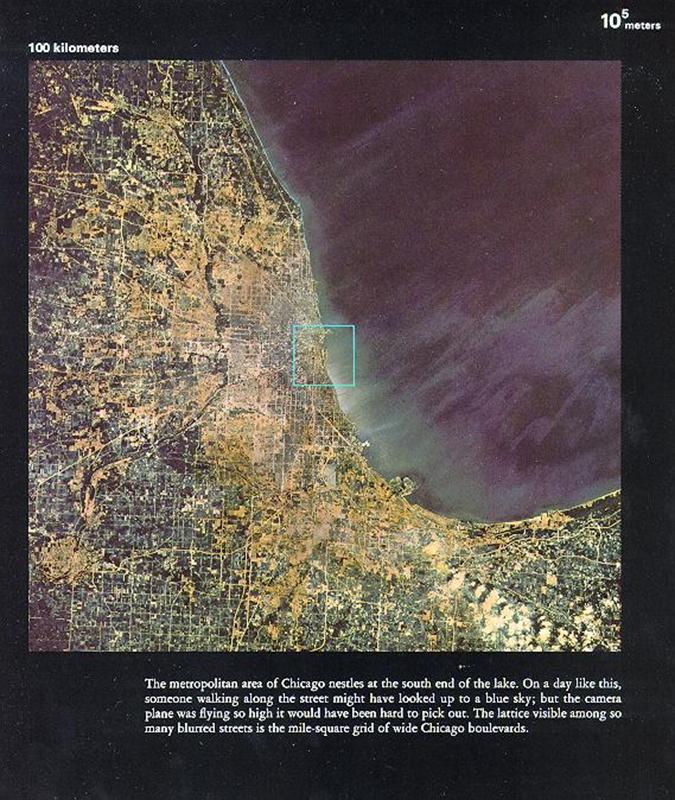 10⁵ meters
100 kilometers
The metropolitan area of Chicago nestles at the south end of the lake. On a day like this,
someone walking along the street might have looked up to a blue sky; but the camera
plane was flying so high it would have been hard to pick out. The lattice visible among so
many blurred streets is the mile-square grid of wide Chicago boulevards.